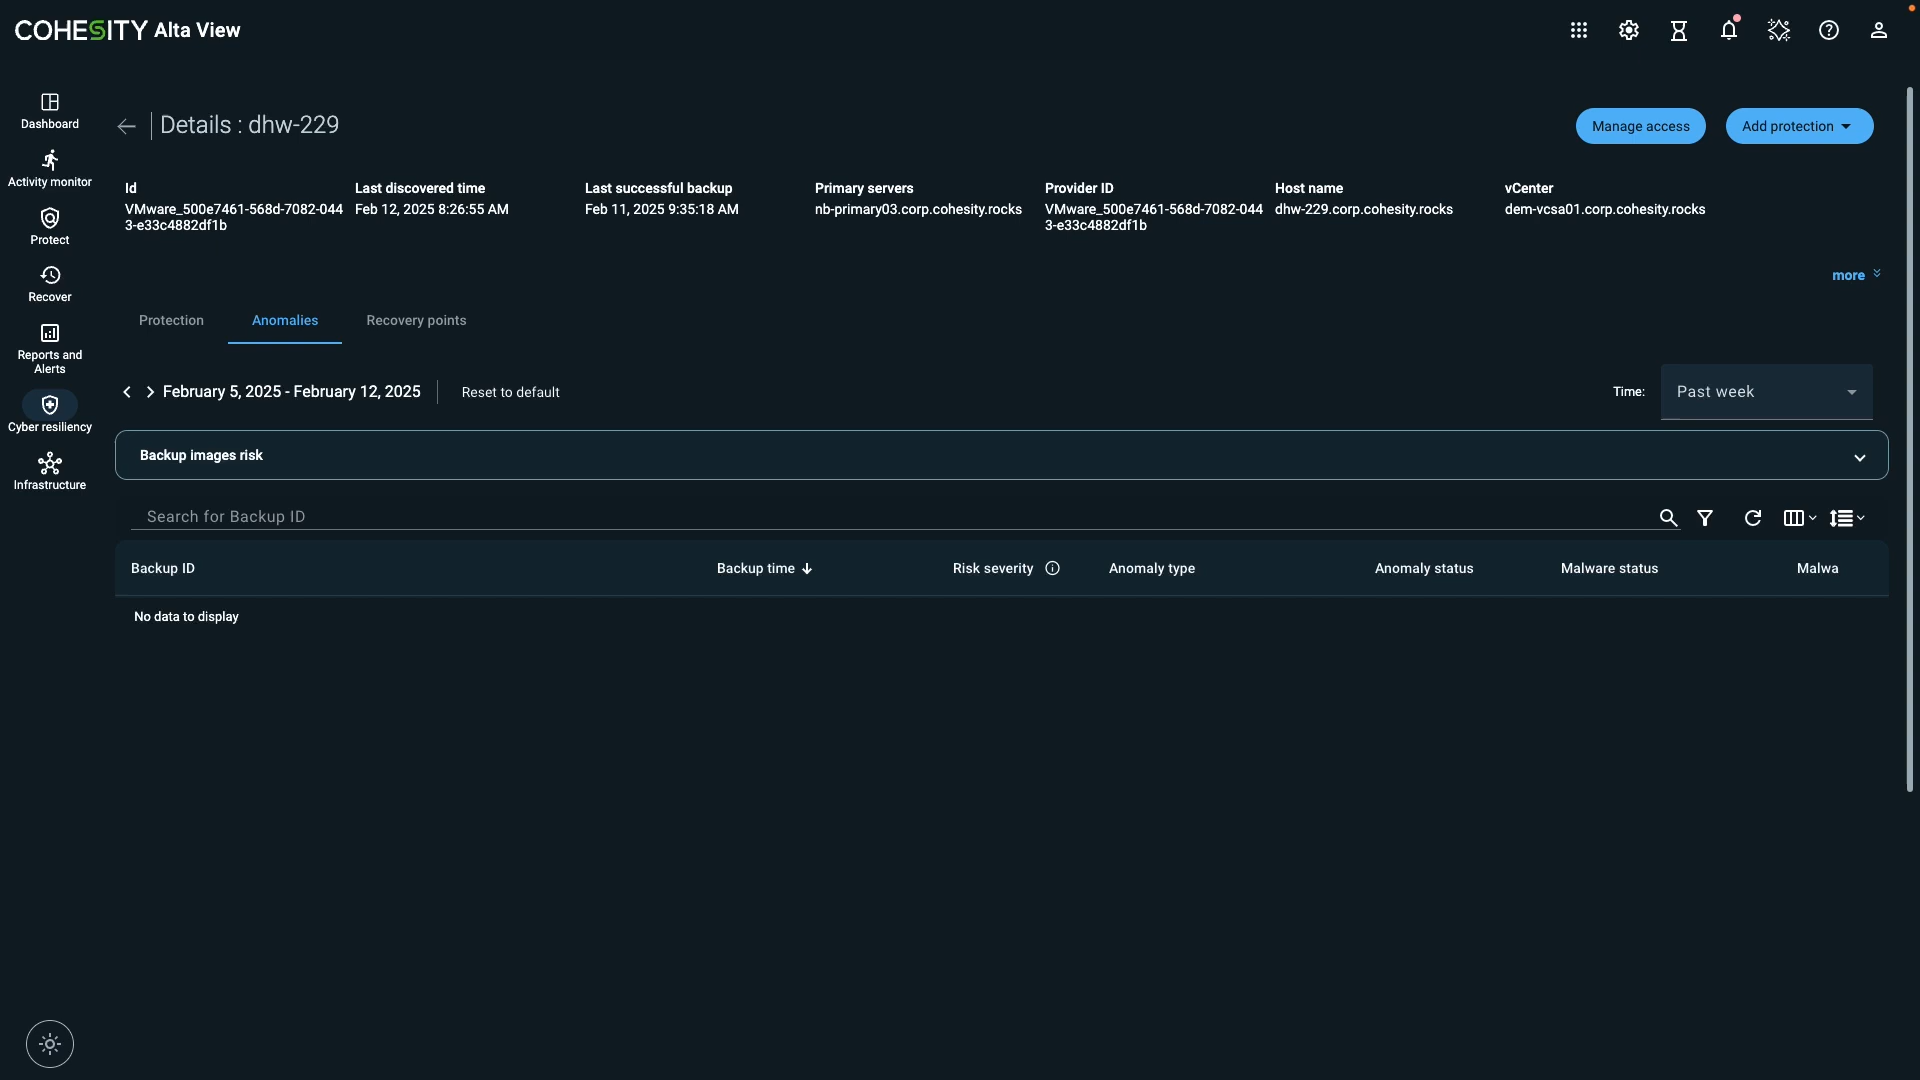 COHESITY Alta View
Dashboard
Activity monitor
Protect
Recover
Reports and
Alerts
Cyber resiliency
Infrastructure
Details : dhw-229
Manage access
Add protection
Id
VMware_500e7461-568d-7082-044
3-e33c4882df1b
Last discovered time
Feb 12, 2025 8:26:55 AM
Last successful backup
Feb 11, 2025 9:35:18 AM
Primary servers
nb-primary03.corp.cohesity.rocks
Provider ID
VMware_500e7461-568d-7082-044
3-e33c4882df1b
Host name
dhw-229.corp.cohesity.rocks
vCenter
dem-vcsa01.corp.cohesity.rocks
more
Protection Anomalies Recovery points
February 5, 2025 - February 12, 2025 Reset to default
Time: Past week
Backup images risk
Search for Backup ID
Backup ID Backup time Risk severity Anomaly type Anomaly status Malware status Malwa
No data to display